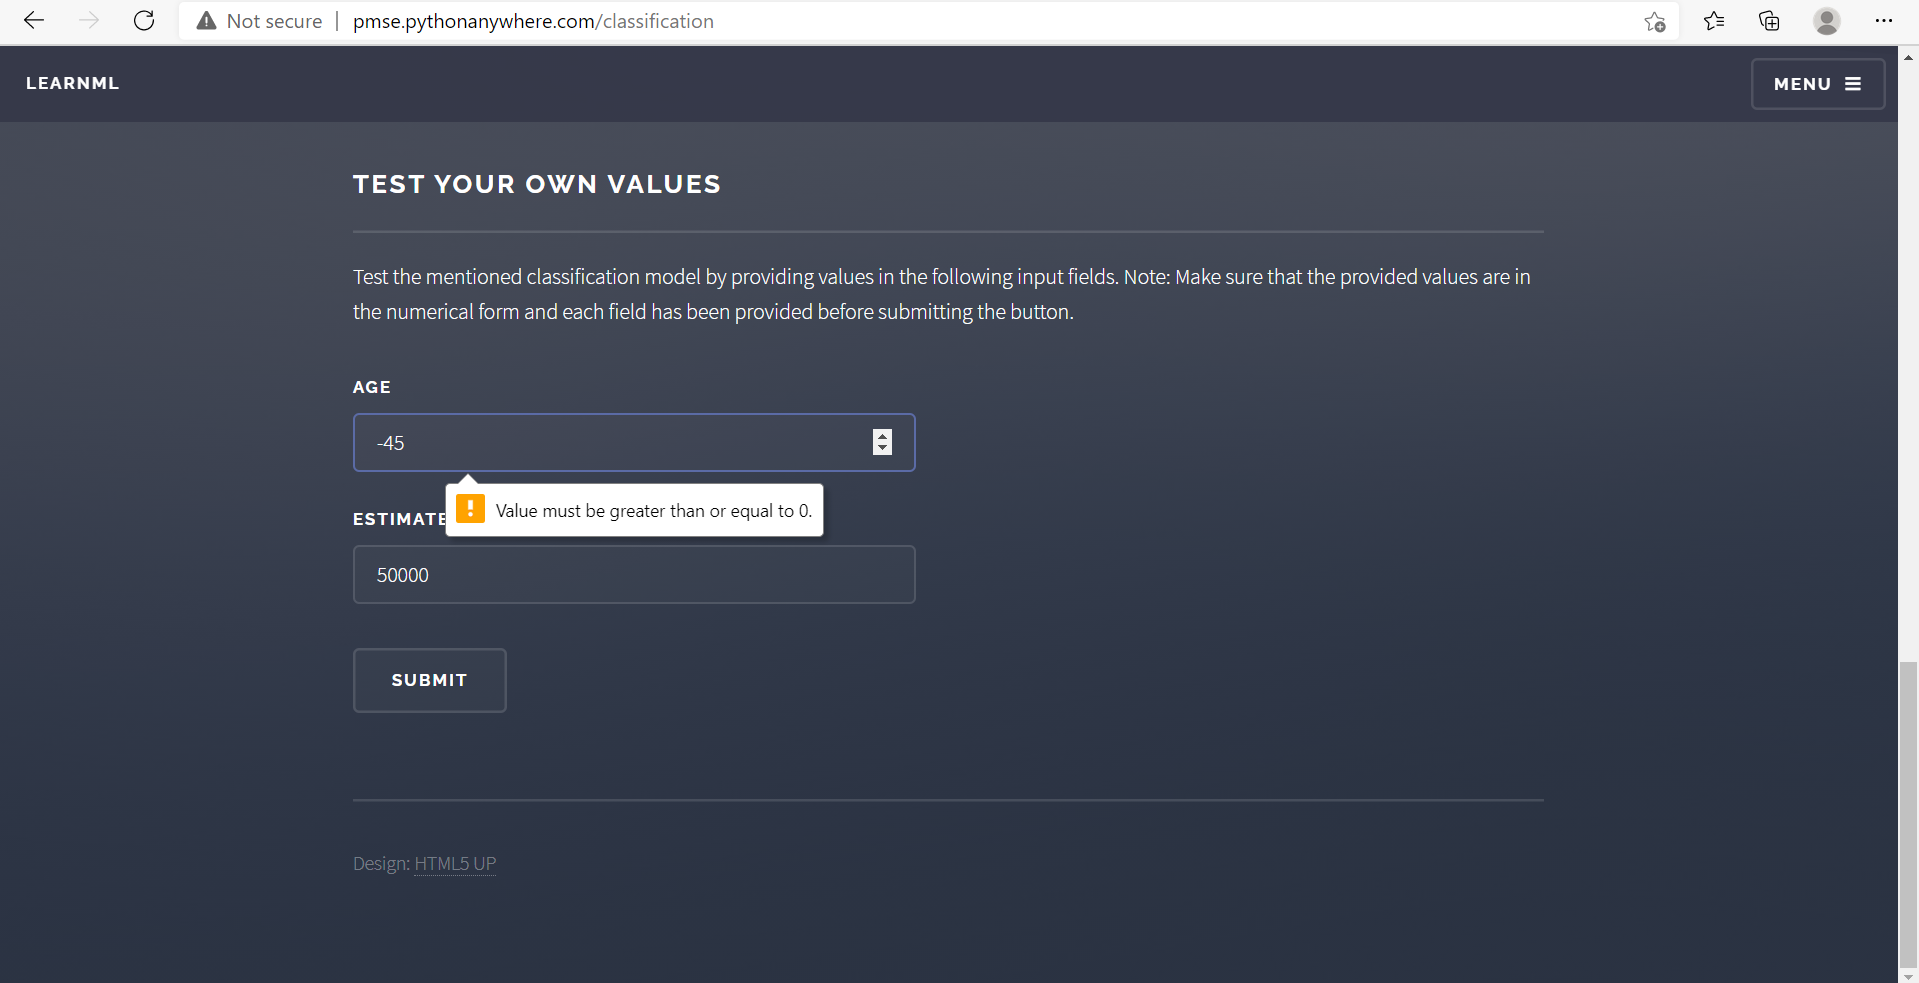 Not secure | pmse.pythonanywhere.com/classification
LEARNML
MENU
TEST YOUR OWN VALUES
Test the mentioned classification model by providing values in the following input fields. Note: Make sure that the provided values are in
the numerical form and each field has been provided before submitting the button.
AGE
-45
Value must be greater than or equal to 0.
50000
SUBMIT
Design: HTML5 UP